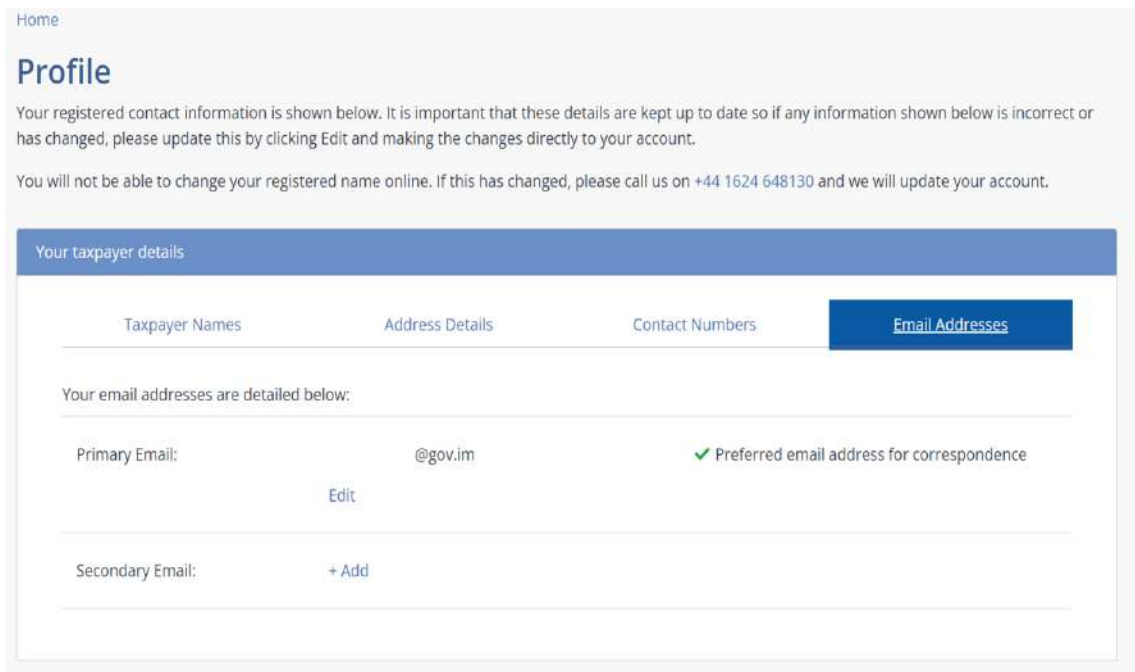 Home
Profile
Your registered contact information is shown below. It is important that these details are kept up to date so if any information shown below is incorrect or
has changed, please update this by clicking Edit and making the changes directly to your account.
You will not be able to change your registered name online. If this has changed, please call us on +44 1624 648130 and we will update your account.
Your taxpayer details
Taxpayer Names Address Details Contact Numbers Email Addresses
Your email addresses are detailed below:
Primary Email: @gov.im ✔ Preferred email address for correspondence
Edit
Secondary Email: + Add